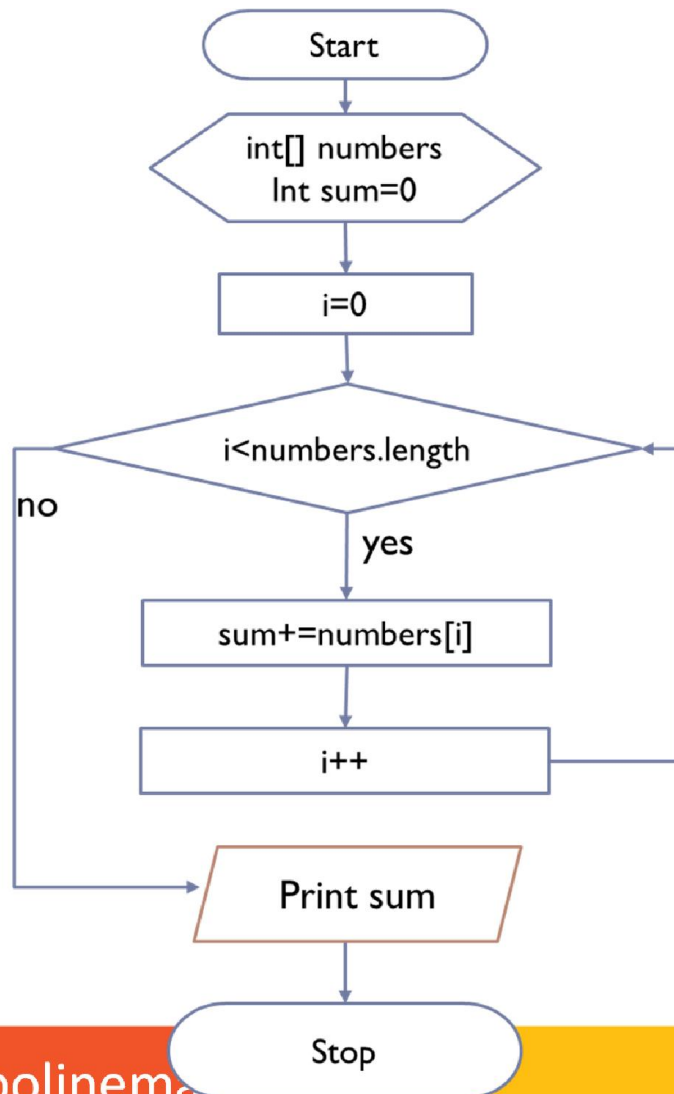 Start
int[] numbers
Int sum=0
i=0
i<numbers.length
no
yes
sum+=numbers[i]
i++
Print sum
Stop